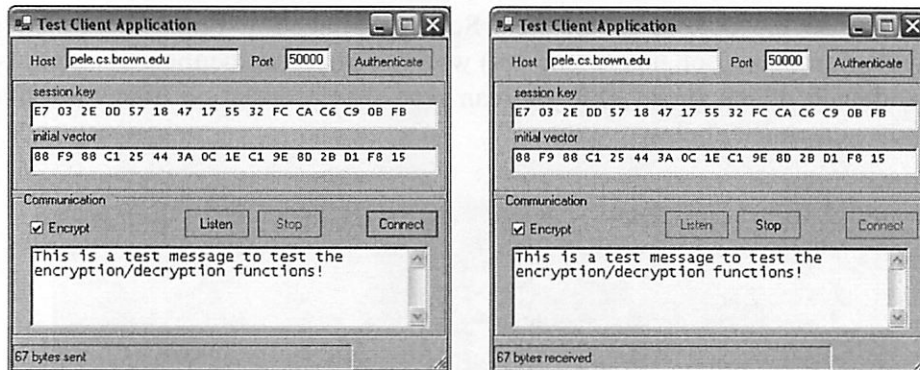 Test Client Application
Host pele.cs.brown.edu Port 50000 Authenticate
session key
E7 03 2E DD 57 18 47 17 55 32 FC CA C6 C9 0B FB
initial vector
88 F9 88 C1 25 44 3A 0C 1E C1 9E 8D 2B D1 F8 15
Communication
Encrypt Listen Stop Connect
This is a test message to test the
encryption/decryption functions!
67 bytes sent
Test Client Application
Host pele.cs.brown.edu Port 50000 Authenticate
session key
E7 03 2E DD 57 18 47 17 55 32 FC CA C6 C9 0B FB
initial vector
88 F9 88 C1 25 44 3A 0C 1E C1 9E 8D 2B D1 F8 15
Communication
Encrypt Listen Stop Connect
This is a test message to test the
encryption/decryption functions!
67 bytes received